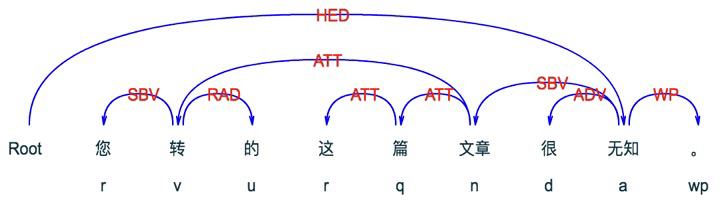 HED
ATT
SBV
SBV RAD ATT ATT ADV WP
Root 您 转 的 这 篇 文章 很 无知 。
r v u r q n d a wp